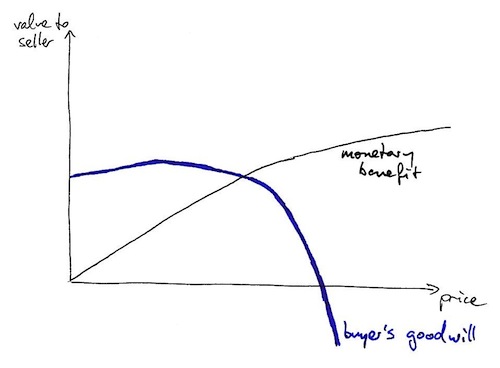 value to
seller
monetary
benefit
price
buyer's goodwill